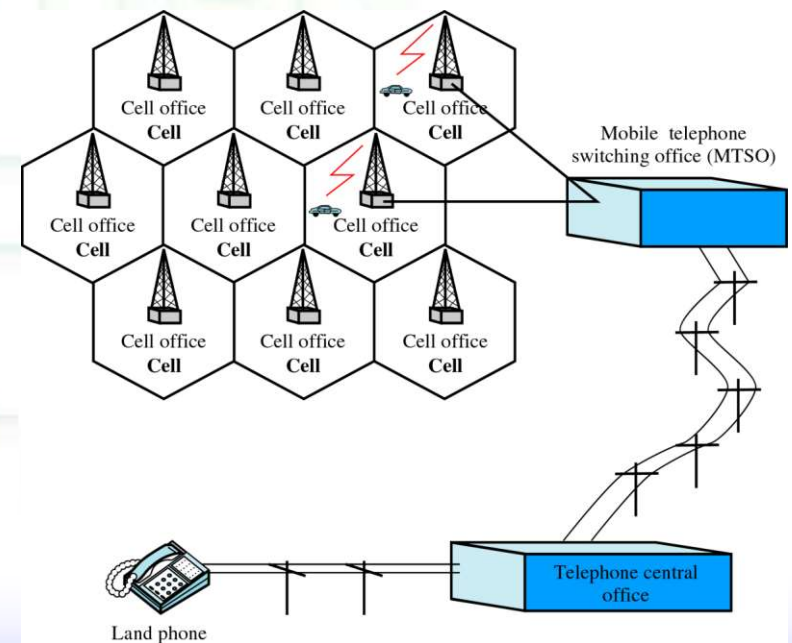 Cell office
Cell
Cell office
Cell
Cell office
Cell
Mobile telephone
switching office (MTSO)
Cell office
Cell
Cell office
Cell
Cell office
Cell
Cell office
Cell
Cell office
Cell
Cell office
Cell
Telephone central
office
Land phone